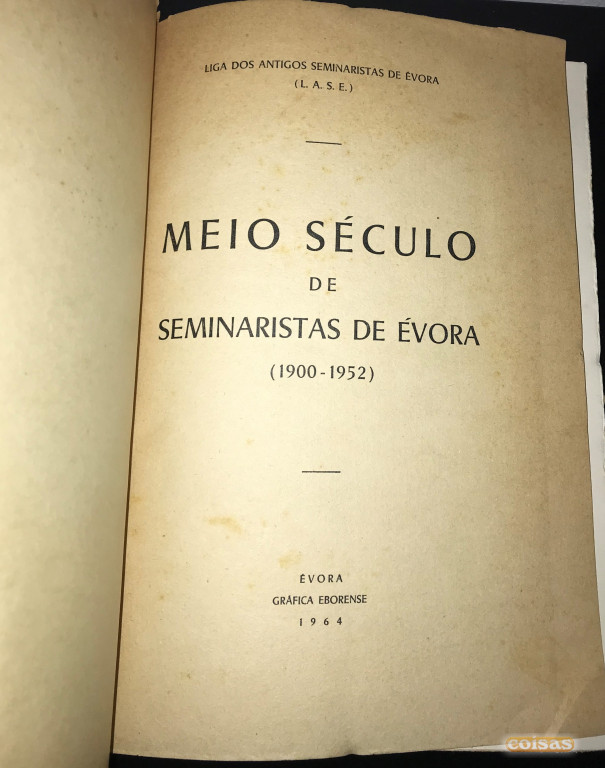 LIGA DOS ANTIGOS SEMINARISTAS DE ÉVORA
(L. A. S. E.)
MEIO SÉCULO
DE
SEMINARISTAS DE ÉVORA
(1900-1952)
ÉVORA
GRÁFICA EBORENSE
1964
coisas